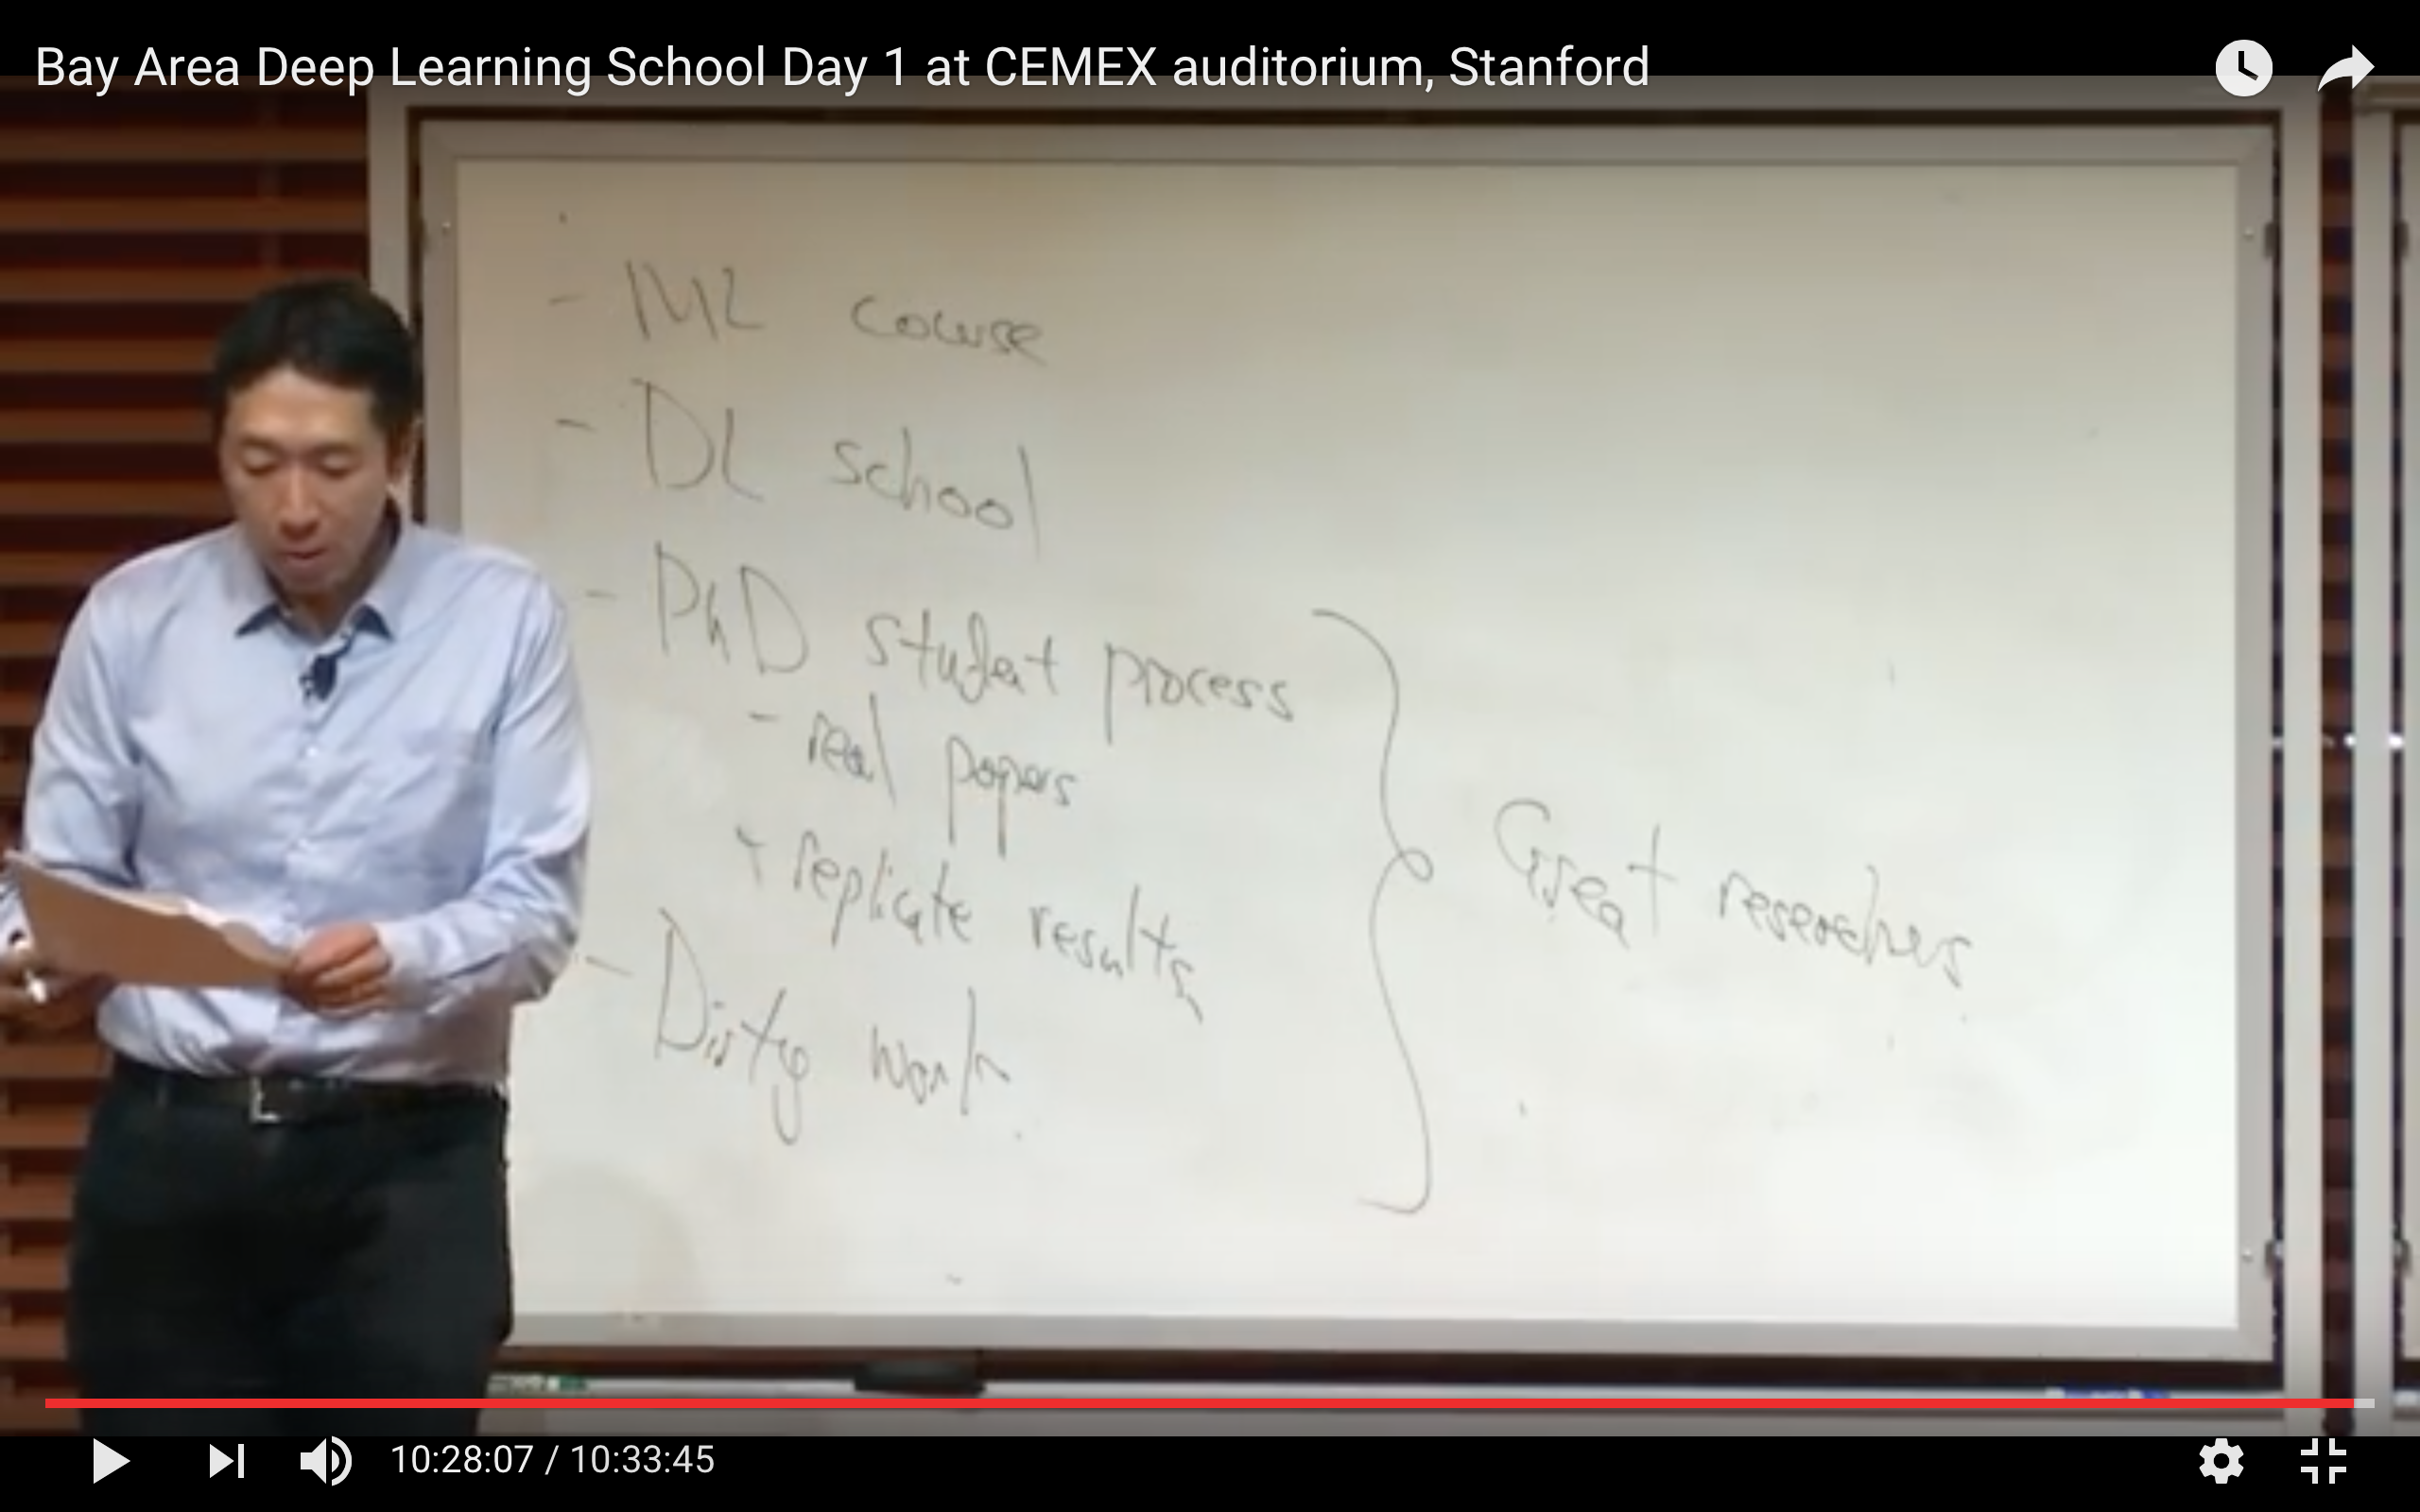 Bay Area Deep Learning School Day 1 at CEMEX auditorium, Stanford
- ML course
- DL school
- PhD student process
- read papers
+ replicate results
- Dirty work
Great researchers
10:28:07 / 10:33:45